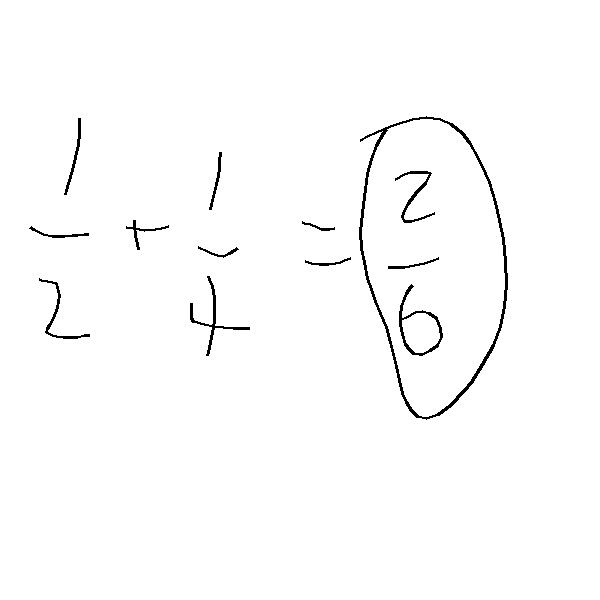 1/2 + 1/4 = 2/6